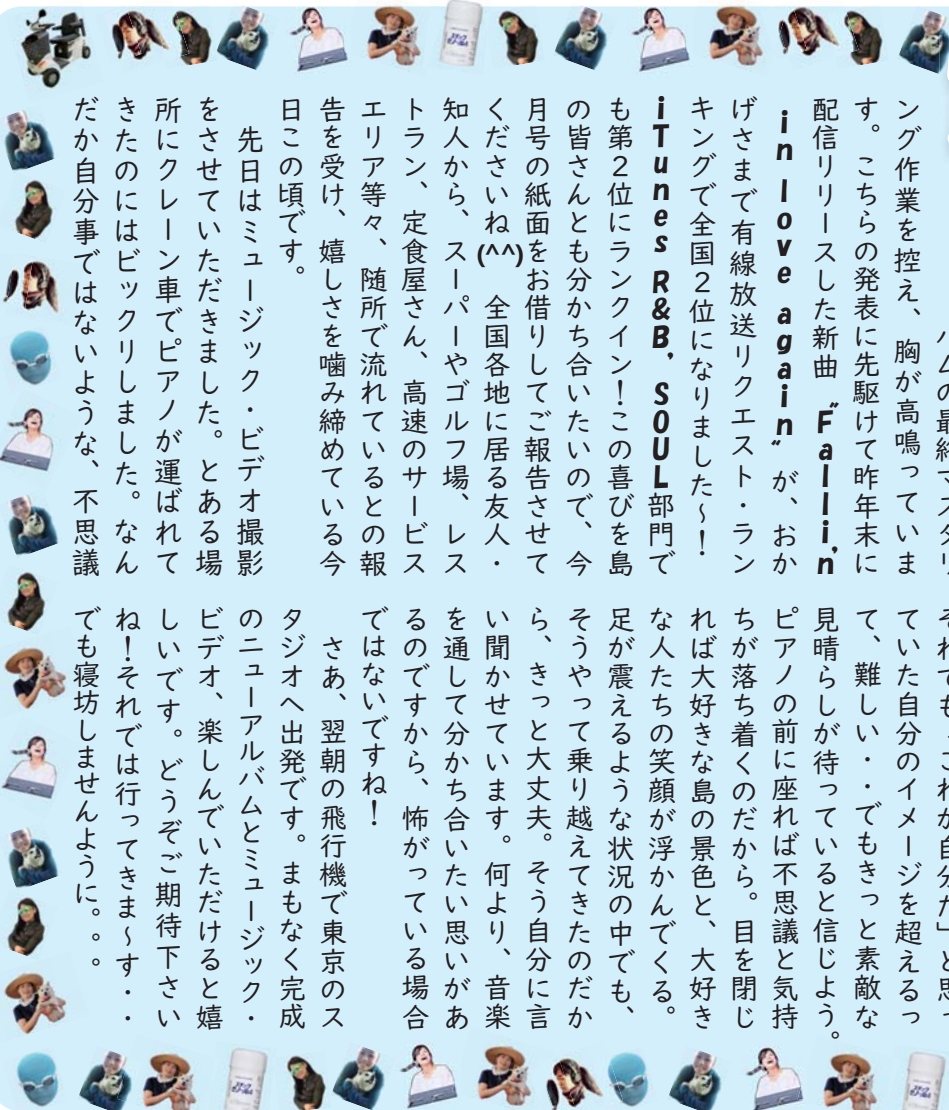 ムの最終マスタリ
ング作業を控え、胸が高鳴っていま
す。こちらの発表に先駆けて昨年末に
配信リリースした新曲〝Fallin'
in love again〟が、おか
げさまで有線放送リクエスト・ラン
キングで全国2位になりました〜!
iTunes R&B, SOUL部門で
も第2位にランクイン!この喜びを島
の皆さんとも分かち合いたいので、今
月号の紙面をお借りしてご報告させて
くださいね(^^) 全国各地に居る友人・
知人から、スーパーやゴルフ場、レス
トラン、定食屋さん、高速のサービス
エリア等々、随所で流れているとの報
告を受け、嬉しさを噛み締めている今
日この頃です。
先日はミュージック・ビデオ撮影
をさせていただきました。とある場
所にクレーン車でピアノが運ばれて
きたのにはビックリしました。なん
だか自分事ではないような、不思議
それでも「これが自分だ」と思っ
ていた自分のイメージを超えるっ
て、難しい・・でもきっと素敵な
見晴らしが待っていると信じよう。
ピアノの前に座れば不思議と気持
ちが落ち着くのだから。目を閉じ
れば大好きな島の景色と、大好き
な人たちの笑顔が浮かんでくる。
足が震えるような状況の中でも、
そうやって乗り越えてきたのだか
ら、きっと大丈夫。そう自分に言
い聞かせています。何より、音楽
を通して分かち合いたい思いがあ
るのですから、怖がっている場合
ではないですね!
さあ、翌朝の飛行機で東京のス
タジオへ出発です。まもなく完成
のニューアルバムとミュージック・
ビデオ、楽しんでいただけると嬉
しいです。どうぞご期待下さい
ね!それでは行ってきま〜す・・
でも寝坊しませんように。。。